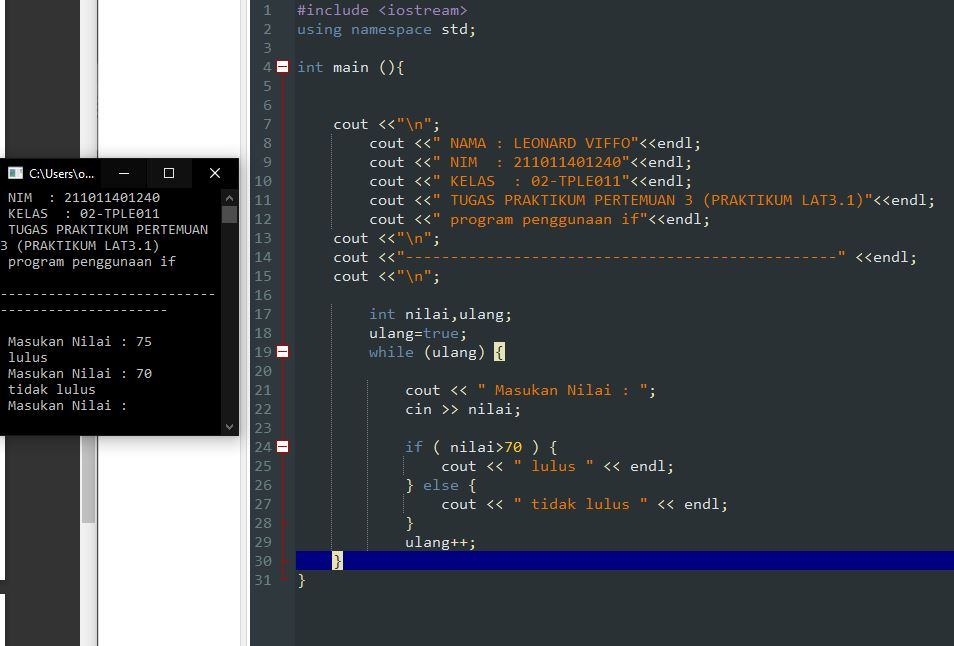 C:\Users\o...
NIM  : 211011401240
KELAS  : 02-TPLE011
TUGAS PRAKTIKUM PERTEMUAN
3 (PRAKTIKUM LAT3.1)
program penggunaan if
---------------------------
---------------------
Masukan Nilai : 75
lulus
Masukan Nilai : 70
tidak lulus
Masukan Nilai :
1 #include <iostream>
2 using namespace std;
3
4 int main (){
5
6
7     cout <<"\n";
8         cout <<" NAMA : LEONARD VIFFO"<<endl;
9         cout <<" NIM  : 211011401240"<<endl;
10         cout <<" KELAS  : 02-TPLE011"<<endl;
11         cout <<" TUGAS PRAKTIKUM PERTEMUAN 3 (PRAKTIKUM LAT3.1)"<<endl;
12         cout <<" program penggunaan if"<<endl;
13     cout <<"\n";
14     cout <<"------------------------------------------------" <<endl;
15     cout <<"\n";
16
17         int nilai,ulang;
18         ulang=true;
19         while (ulang) {
20
21             cout << " Masukan Nilai : ";
22             cin >> nilai;
23
24             if ( nilai>70 ) {
25                 cout << " lulus " << endl;
26             } else {
27                 cout << " tidak lulus " << endl;
28             }
29             ulang++;
30     }
31 }